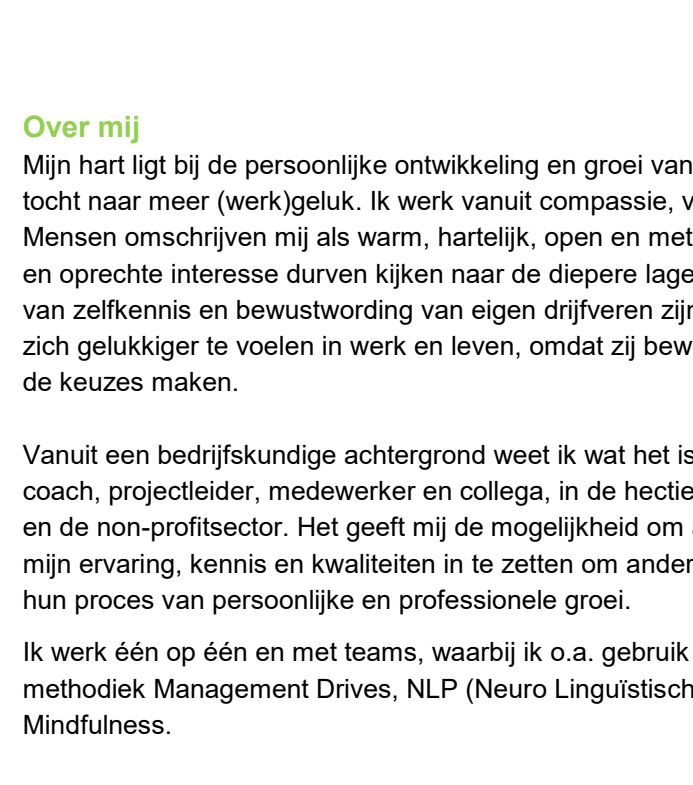 Over mij
Mijn hart ligt bij de persoonlijke ontwikkeling en groei van
tocht naar meer (werk)geluk. Ik werk vanuit compassie,
Mensen omschrijven mij als warm, hartelijk, open en met
en oprechte interesse durven kijken naar de diepere lage
van zelfkennis en bewustwording van eigen drijfveren zijn
zich gelukkiger te voelen in werk en leven, omdat zij bew
de keuzes maken.
Vanuit een bedrijfskundige achtergrond weet ik wat het is
coach, projectleider, medewerker en collega, in de hectie
en de non-profitsector. Het geeft mij de mogelijkheid om
mijn ervaring, kennis en kwaliteiten in te zetten om ander
hun proces van persoonlijke en professionele groei.
Ik werk één op één en met teams, waarbij ik o.a. gebruik
methodiek Management Drives, NLP (Neuro Linguïstisch
Mindfulness.